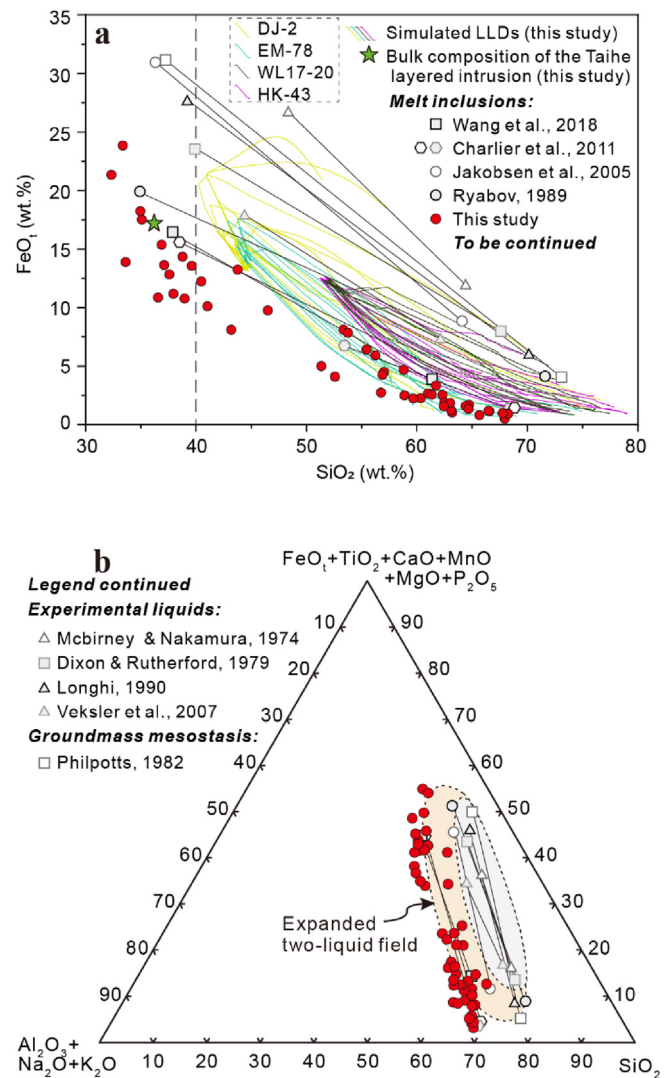 a
FeOt (wt.%)
35
30
25
20
15
10
5
0
30
40
50
60
70
80
SiO₂ (wt.%)
DJ-2
EM-78
WL17-20
HK-43
Simulated LLDs (this study)
Bulk composition of the Taihe
layered intrusion (this study)
Melt inclusions:
Wang et al., 2018
Charlier et al., 2011
Jakobsen et al., 2005
Ryabov, 1989
This study
To be continued
b
FeOt+TiO₂+CaO+MnO
+MgO+P₂O₅
Legend continued
Experimental liquids:
Mcbirney & Nakamura, 1974
Dixon & Rutherford, 1979
Longhi, 1990
Veksler et al., 2007
Groundmass mesostasis:
Philpotts, 1982
10
20
30
40
50
60
70
80
90
90
80
70
60
50
40
30
20
10
Expanded
two-liquid field
Al₂O₃+
Na₂O+K₂O
10
20
30
40
50
60
70
80
90
SiO₂